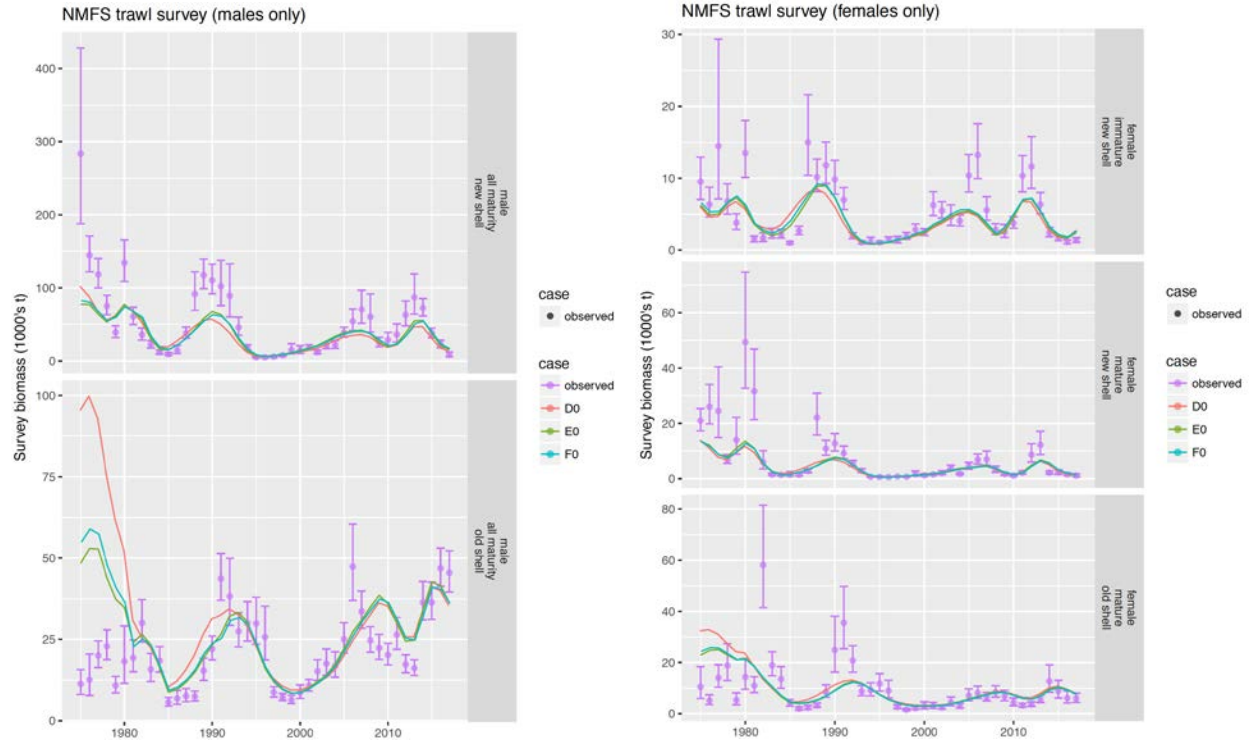 NMFS trawl survey (males only)
400
300
200
100
0
male
all maturity
new shell
100
75
50
25
0
male
all maturity
old shell
1980
1990
2000
2010
Survey biomass (1000's t)
case
observed
case
observed
D0
E0
F0
NMFS trawl survey (females only)
30
20
10
0
female
immature
new shell
60
40
20
0
female
mature
new shell
80
60
40
20
0
female
mature
old shell
1980
1990
2000
2010
Survey biomass (1000's t)
case
observed
case
observed
D0
E0
F0